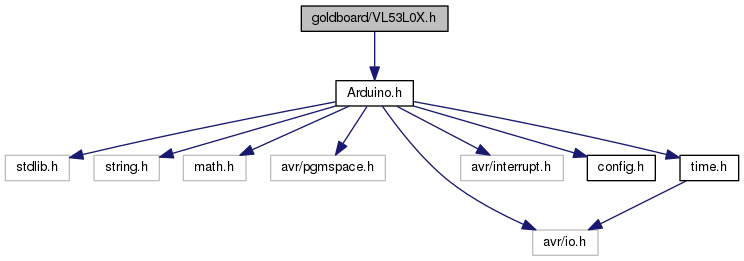 goldboard/VL53L0X.h
Arduino.h
stdlib.h
string.h
math.h
avr/pgmspace.h
avr/interrupt.h
config.h
time.h
avr/io.h